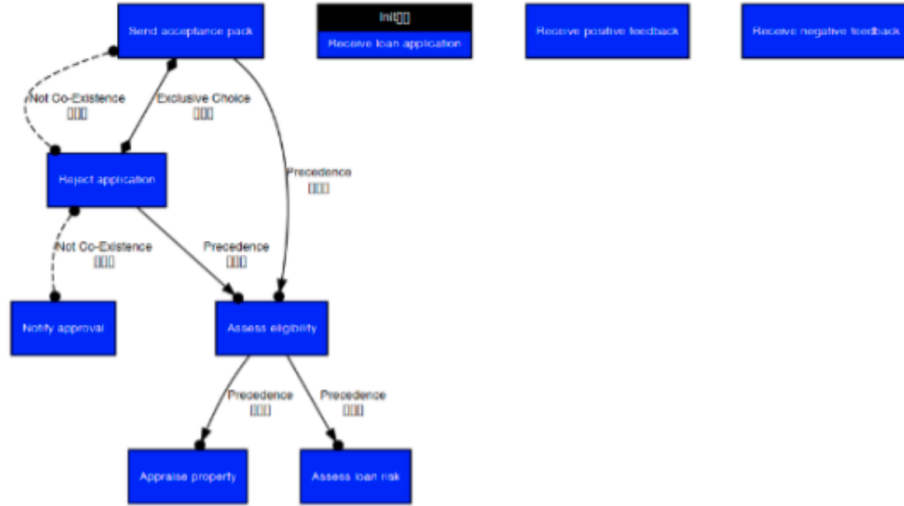 Send acceptance pack
Init[][]
Receive loan application
Receive positive feedback
Receive negative feedback
Not Co-Existence
[][][]
Exclusive Choice
[][][]
Precedence
[][][]
Reject application
Not Co-Existence
[][][]
Precedence
[][][]
Notify approval
Assess eligibility
Precedence
[][][]
Precedence
[][][]
Appraise property
Assess loan risk